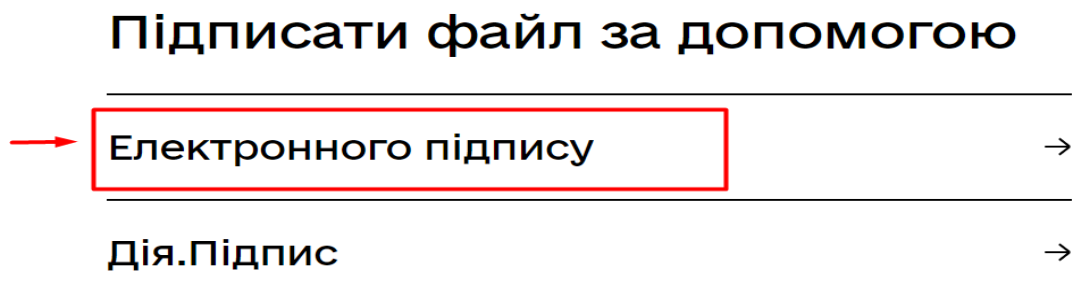 Підписати файл за допомогою
Електронного підпису
Дія.Підпис